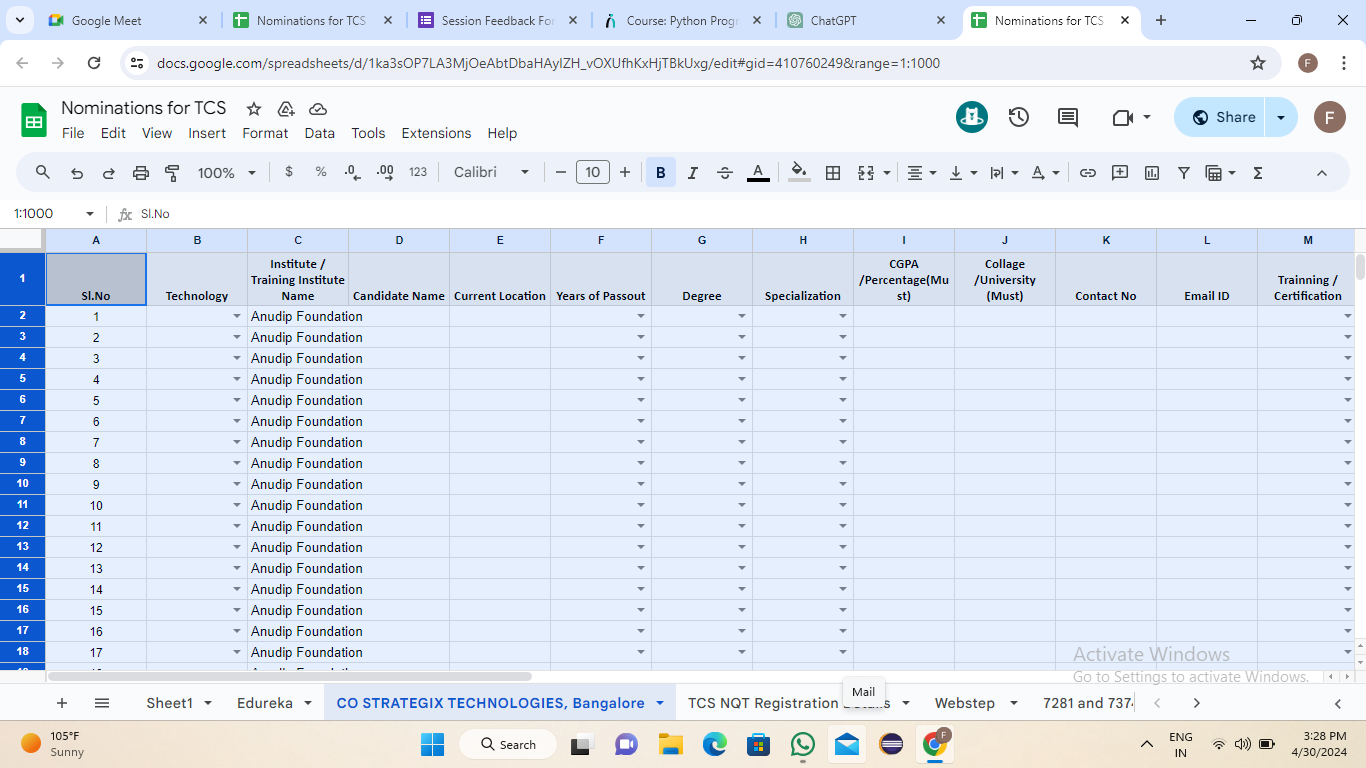 Google Meet
Nominations for TCS
Session Feedback For
Course: Python Progr
ChatGPT
Nominations for TCS
docs.google.com/spreadsheets/d/1ka3sOP7LA3MjOeAbtDbaHAyIZH_vOXUfhKxHjTBkUxg/edit#gid=410760249&range=1:1000
F
Nominations for TCS
File Edit View Insert Format Data Tools Extensions Help
Share
F
100% $ % .0 .00 123 Calibri 10 B I S A A Σ
1:1000 fx Sl.No
A B C D E F G H I J K L M
1 Sl.No Technology Institute / Training Institute Name Candidate Name Current Location Years of Passout Degree Specialization CGPA /Percentage(Must) Collage /University (Must) Contact No Email ID Trainning / Certification
2 1 Anudip Foundation
3 2 Anudip Foundation
4 3 Anudip Foundation
5 4 Anudip Foundation
6 5 Anudip Foundation
7 6 Anudip Foundation
8 7 Anudip Foundation
9 8 Anudip Foundation
10 9 Anudip Foundation
11 10 Anudip Foundation
12 11 Anudip Foundation
13 12 Anudip Foundation
14 13 Anudip Foundation
15 14 Anudip Foundation
16 15 Anudip Foundation
17 16 Anudip Foundation
18 17 Anudip Foundation
Activate Windows
Go to Settings to activate Windows.
Mail
Sheet1 Edureka CO STRATEGIX TECHNOLOGIES, Bangalore TCS NQT Registration Webstep 7281 and 737
105°F
Sunny
Search
F
ENG
IN
3:28 PM
4/30/2024